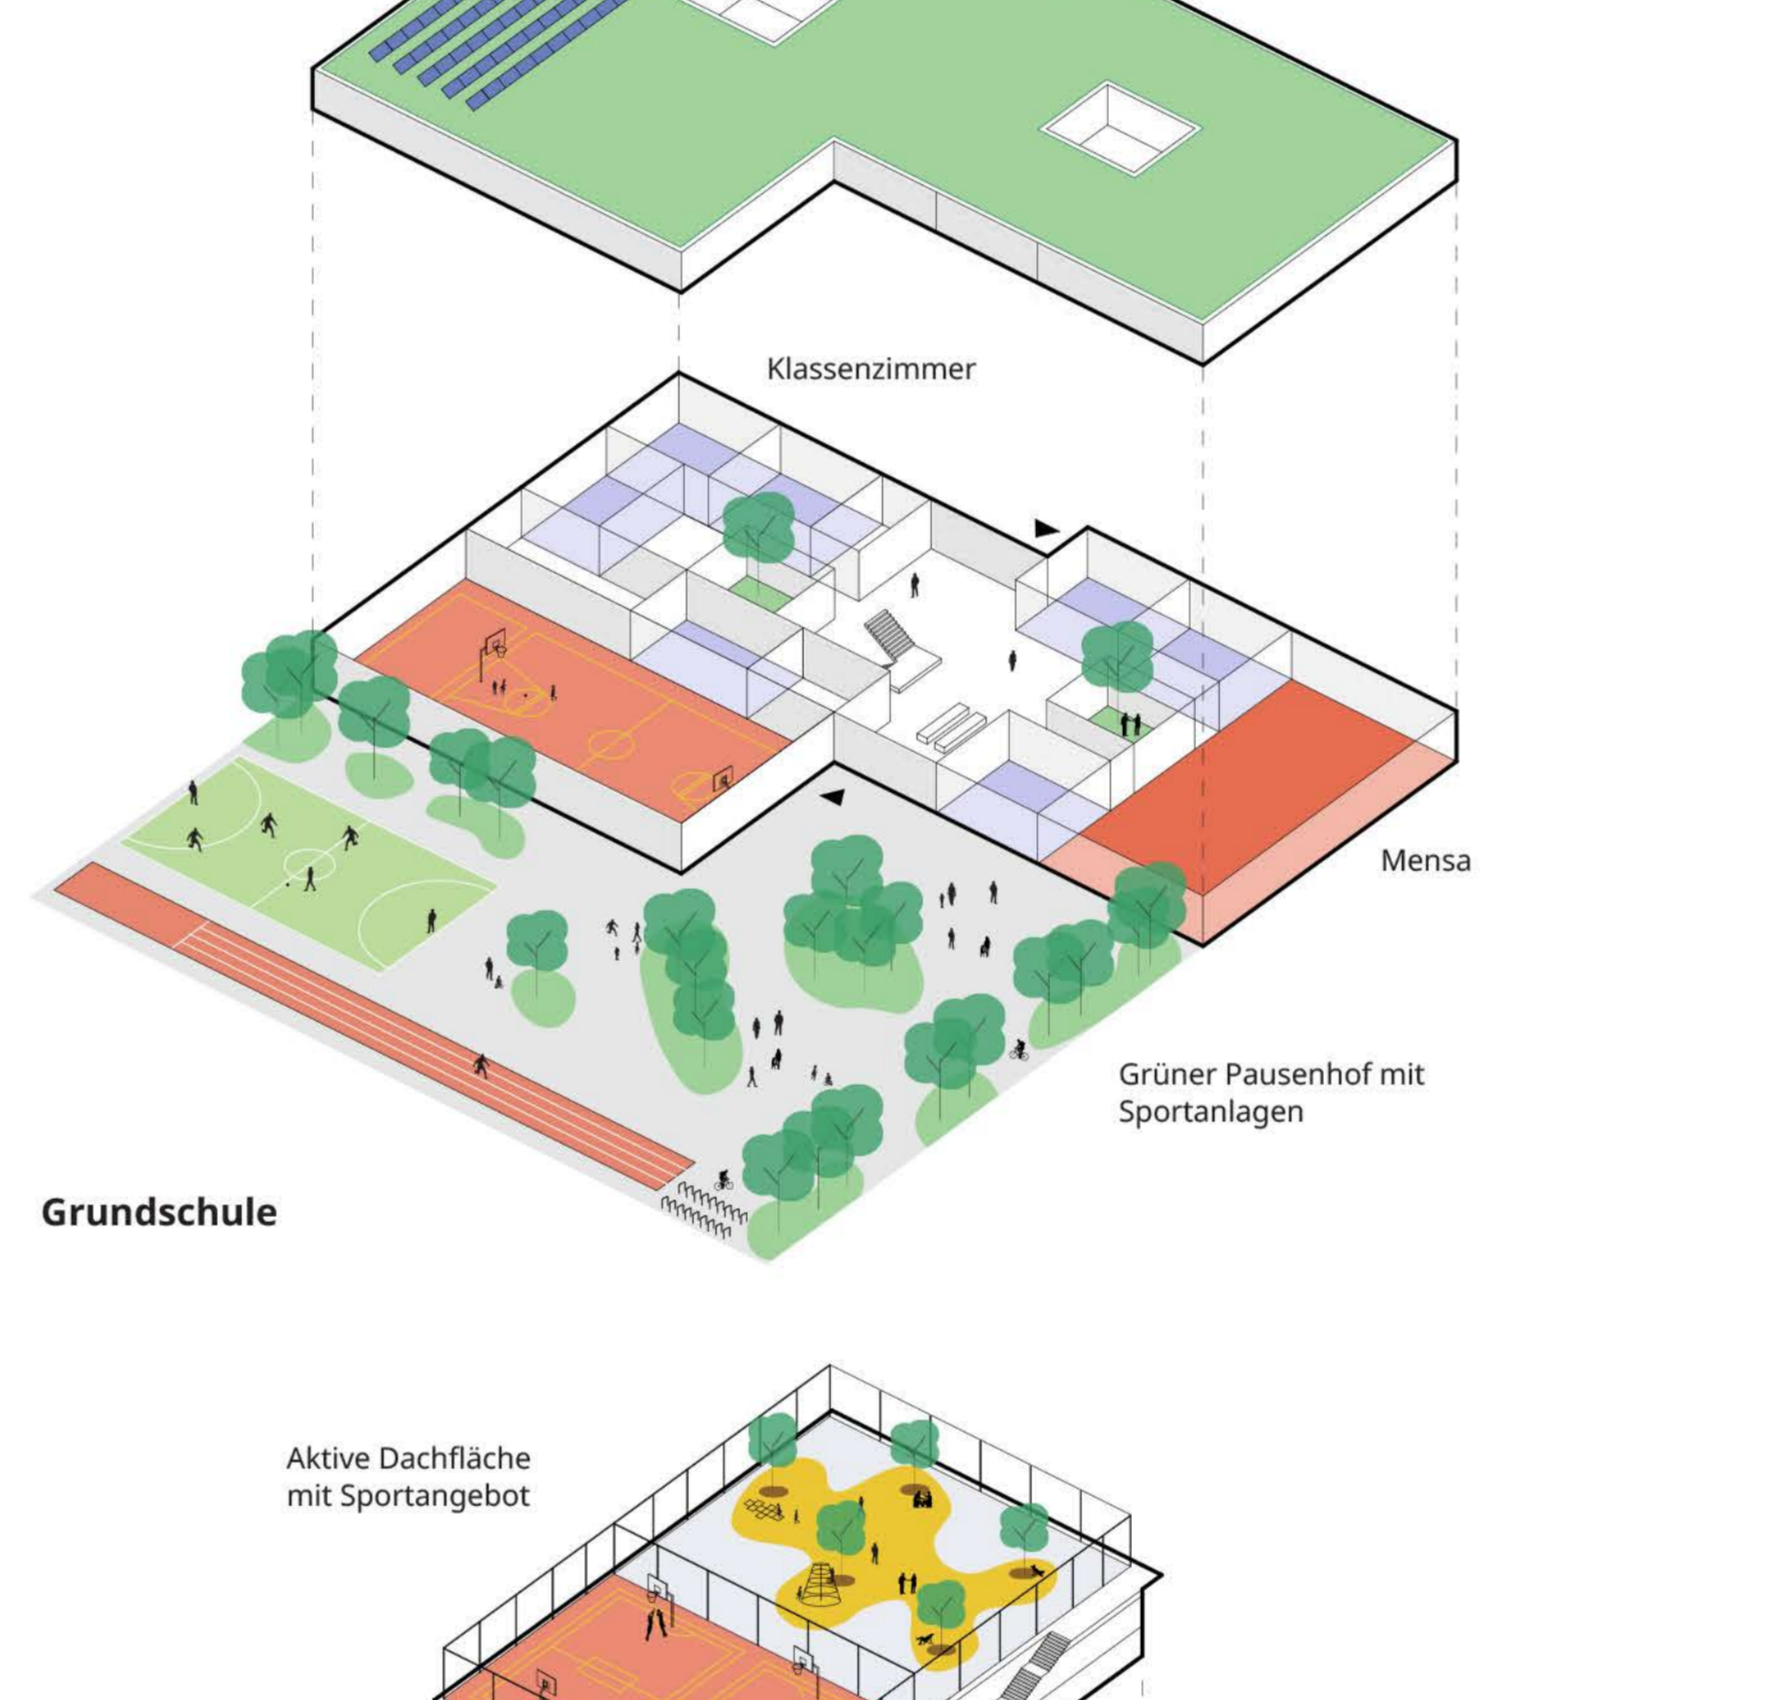 Klassenzimmer
Mensa
Grüner Pausenhof mit
Sportanlagen
Grundschule
Aktive Dachfläche
mit Sportangebot